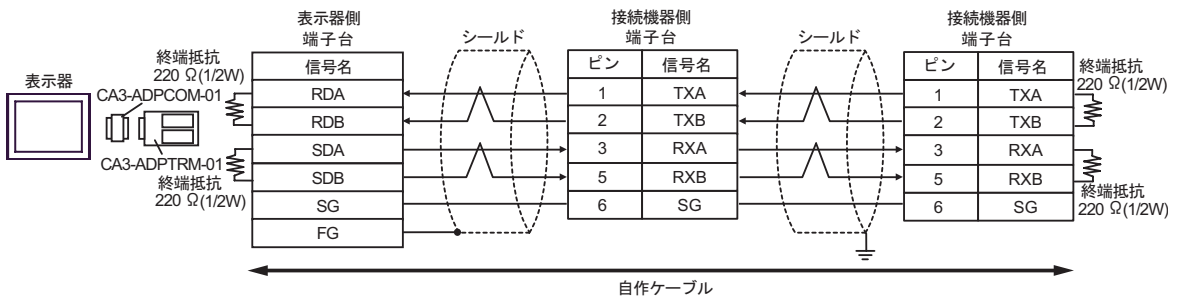 表示器
CA3-ADPCOM-01
CA3-ADPTRM-01
終端抵抗
220 Ω(1/2W)
終端抵抗
220 Ω(1/2W)
表示器側
端子台
信号名
RDA
RDB
SDA
SDB
SG
FG
シールド
接続機器側
端子台
ピン 信号名
1 TXA
2 TXB
3 RXA
5 RXB
6 SG
シールド
接続機器側
端子台
ピン 信号名
1 TXA
2 TXB
3 RXA
5 RXB
6 SG
終端抵抗
220 Ω(1/2W)
終端抵抗
220 Ω(1/2W)
自作ケーブル